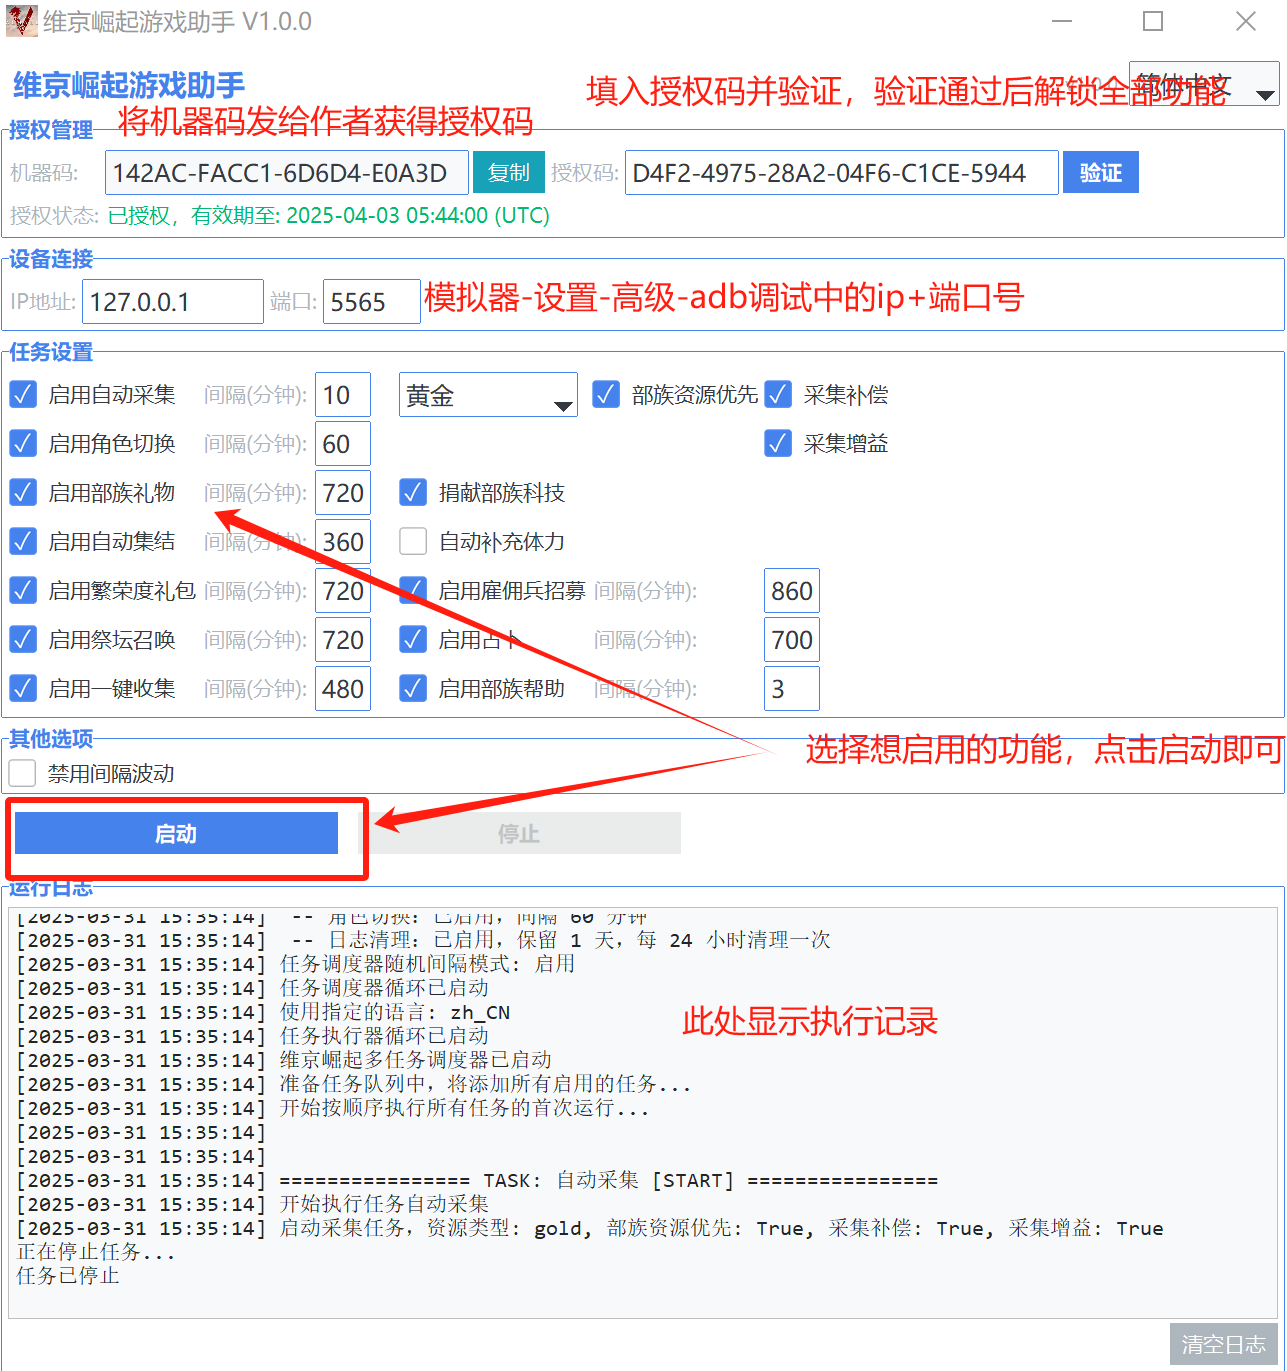 维京崛起游戏助手 V1.0.0
维京崛起游戏助手
填入授权码并验证，验证通过后解锁全部功能
简体中文
授权管理
将机器码发给作者获得授权码
机器码: 142AC-FACC1-6D6D4-E0A3D 复制 授权码: D4F2-4975-28A2-04F6-C1CE-5944 验证
授权状态: 已授权，有效期至: 2025-04-03 05:44:00 (UTC)
设备连接
IP地址: 127.0.0.1 端口: 5565 模拟器-设置-高级-adb调试中的ip+端口号
任务设置
启用自动采集 间隔(分钟): 10 黄金 部族资源优先 采集补偿
启用角色切换 间隔(分钟): 60 采集增益
启用部族礼物 间隔(分钟): 720 捐献部族科技
启用自动集结 间隔(分钟): 360 自动补充体力
启用繁荣度礼包 间隔(分钟): 720 启用雇佣兵招募 间隔(分钟): 860
启用祭坛召唤 间隔(分钟): 720 启用占卜 间隔(分钟): 700
启用一键收集 间隔(分钟): 480 启用部族帮助 间隔(分钟): 3
其他选项
选择想启用的功能，点击启动即可
禁用间隔波动
启动 停止
运行日志
[2025-03-31 15:35:14] -- 角色切换: 已启用，间隔 60 分钟
[2025-03-31 15:35:14] -- 日志清理: 已启用，保留 1 天，每 24 小时清理一次
[2025-03-31 15:35:14] 任务调度器随机间隔模式: 启用
[2025-03-31 15:35:14] 任务调度器循环已启动
[2025-03-31 15:35:14] 使用指定的语言: zh_CN
[2025-03-31 15:35:14] 任务执行器循环已启动
[2025-03-31 15:35:14] 维京崛起多任务调度器已启动
[2025-03-31 15:35:14] 准备任务队列中，将添加所有启用的任务...
[2025-03-31 15:35:14] 开始按顺序执行所有任务的首次运行...
[2025-03-31 15:35:14]
[2025-03-31 15:35:14]
[2025-03-31 15:35:14] ================ TASK: 自动采集 [START] ================
[2025-03-31 15:35:14] 开始执行任务自动采集
[2025-03-31 15:35:14] 启动采集任务，资源类型: gold, 部族资源优先: True, 采集补偿: True, 采集增益: True
正在停止任务...
任务已停止
此处显示执行记录
清空日志